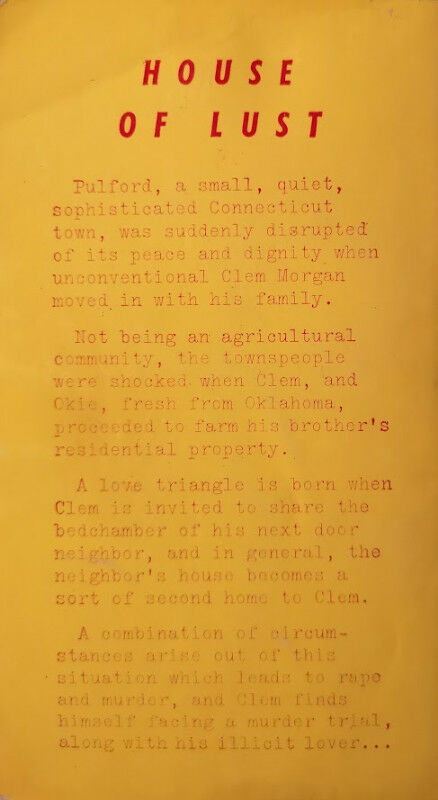 HOUSE
OF LUST
Pulford, a small, quiet,
sophisticated Connecticut
town, was suddenly disrupted
of its peace and dignity when
unconventional Clem Morgan
moved in with his family.
Not being an agricultural
community, the townspeople
were shocked when Clem, and
Okie, fresh from Oklahoma,
proceeded to farm his brother's
residential property.
A love triangle is born when
Clem is invited to share the
bedchamber of his next door
neighbor, and in general, the
neighbor's house becomes a
sort of second home to Clem.
A combination of circum-
stances arise out of this
situation which leads to rape
and murder, and Clem finds
himself facing a murder trial,
along with his illicit lover...